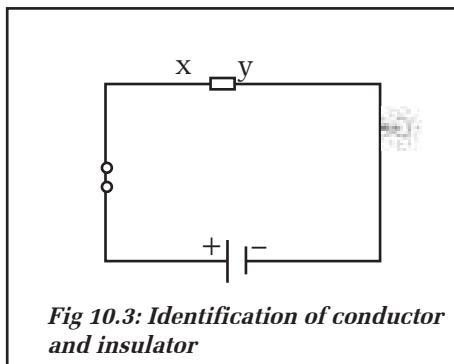 x y
+ −
Fig 10.3: Identification of conductor
and insulator